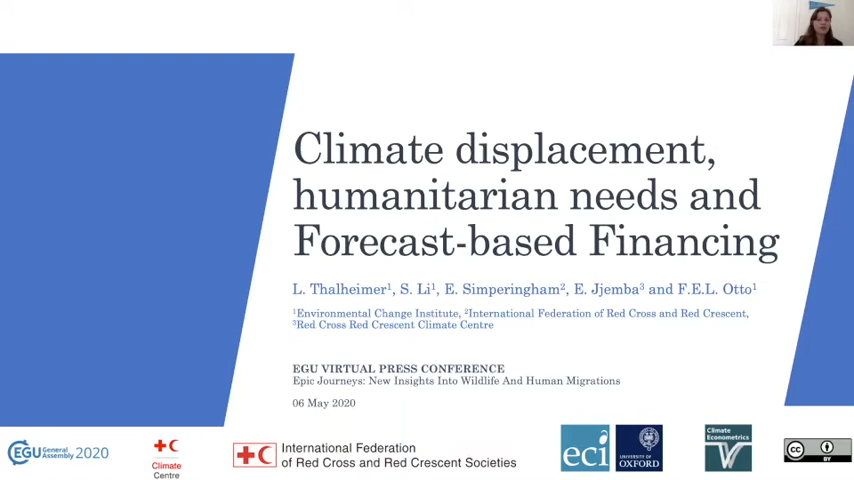 Climate displacement,
humanitarian needs and
Forecast-based Financing
L. Thalheimer¹, S. Li¹, E. Simperingham², E. Jjemba³ and F.E.L. Otto¹
¹Environmental Change Institute, ²International Federation of Red Cross and Red Crescent,
³Red Cross Red Crescent Climate Centre
EGU VIRTUAL PRESS CONFERENCE
Epic Journeys: New Insights Into Wildlife And Human Migrations
06 May 2020
EGU General Assembly 2020
Climate
Centre
International Federation
of Red Cross and Red Crescent Societies
eci
UNIVERSITY OF
OXFORD
Climate
Econometrics
CC
BY